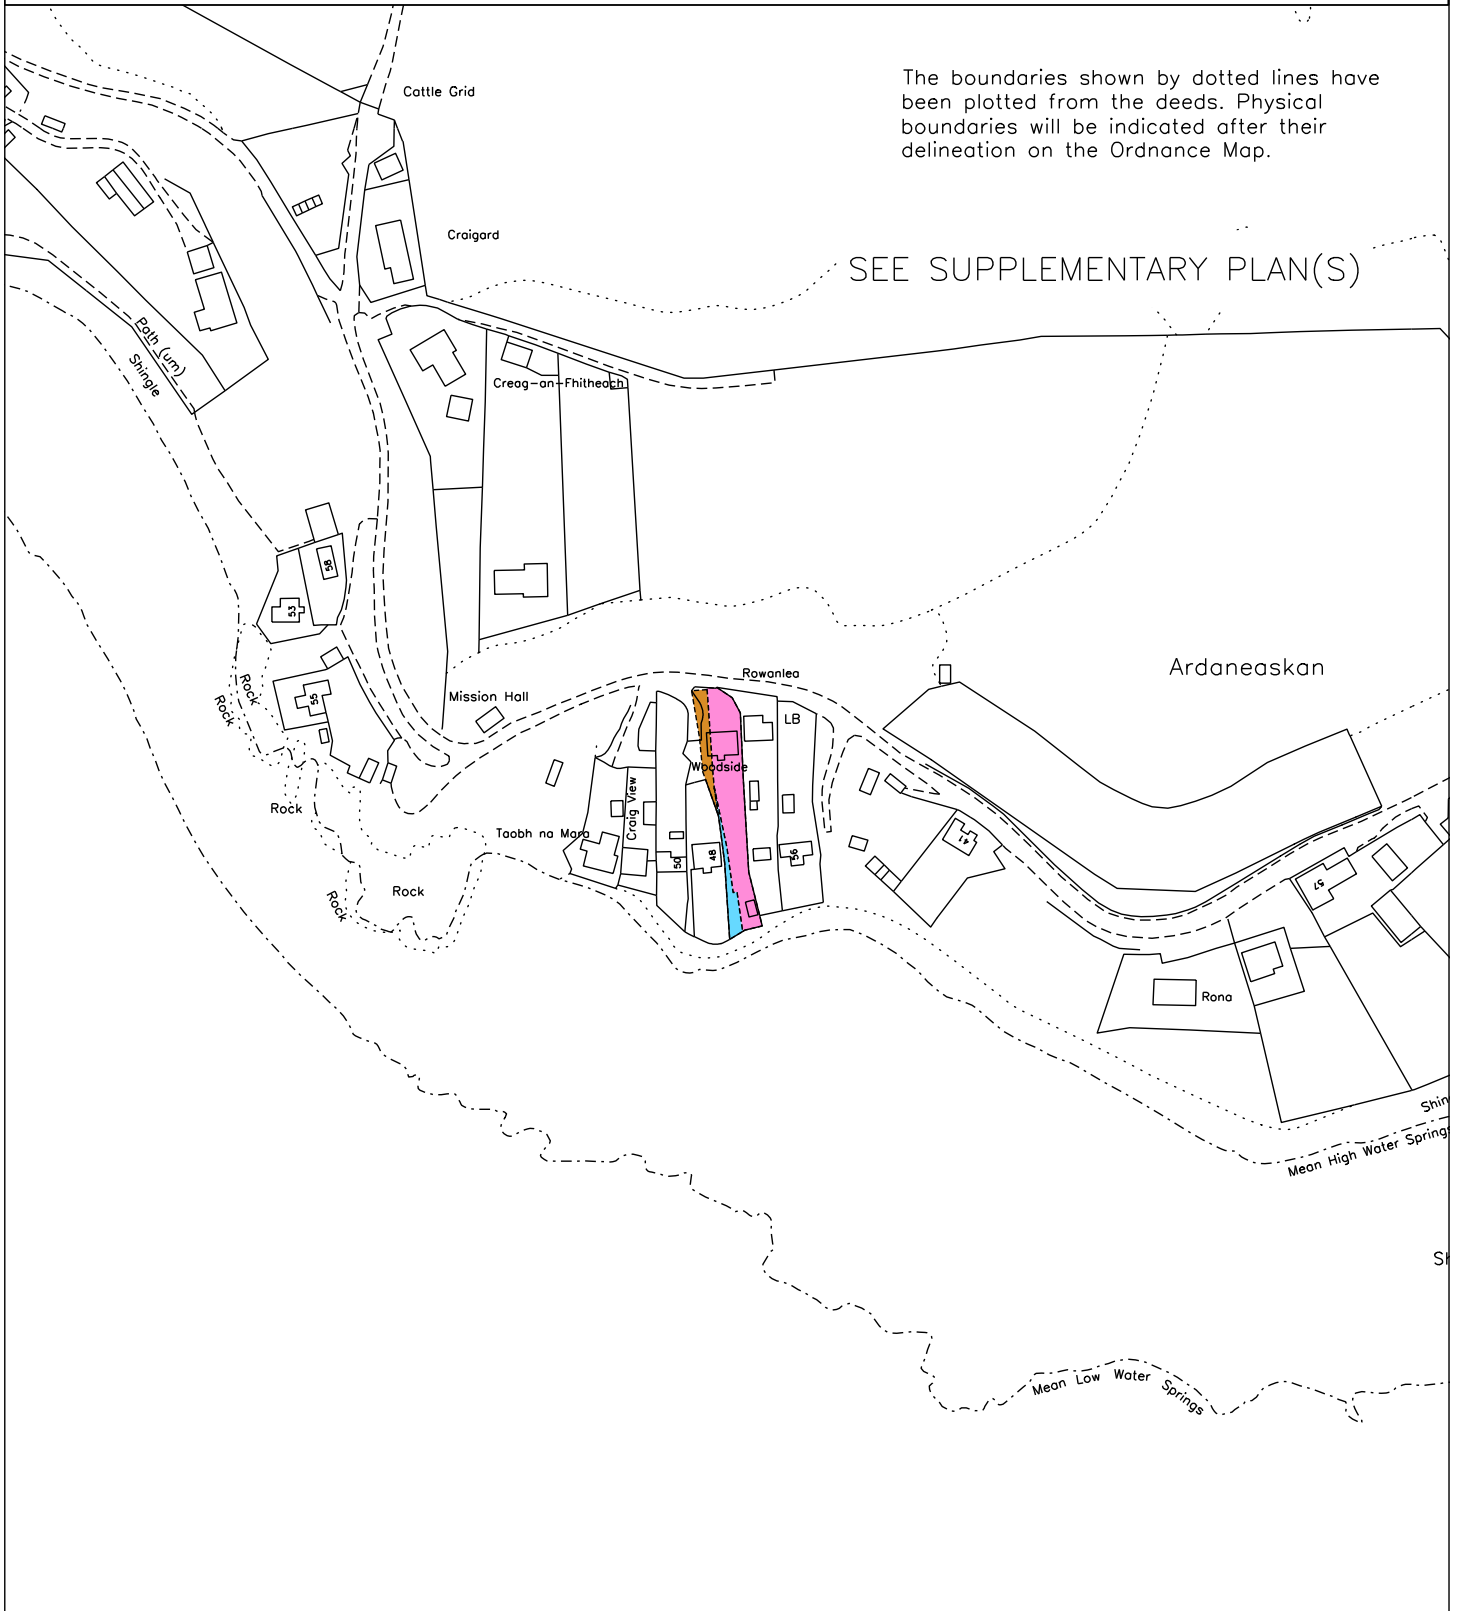 The boundaries shown by dotted lines have
been plotted from the deeds. Physical
boundaries will be indicated after their
delineation on the Ordnance Map.
Cattle Grid
Craigard
SEE SUPPLEMENTARY PLAN(S)
Path (um)
Shingle
Creag-an-Fhitheach
58
53
55
Rock
Rock
Mission Hall
Rowanlea
Ardaneaskan
LB
Woodside
Craig View
Taobh na Mara
Rock
Rock
Rock
50
48
56
41
57
Rona
Shin
Mean High Water Springs
Sh
Mean Low Water Springs